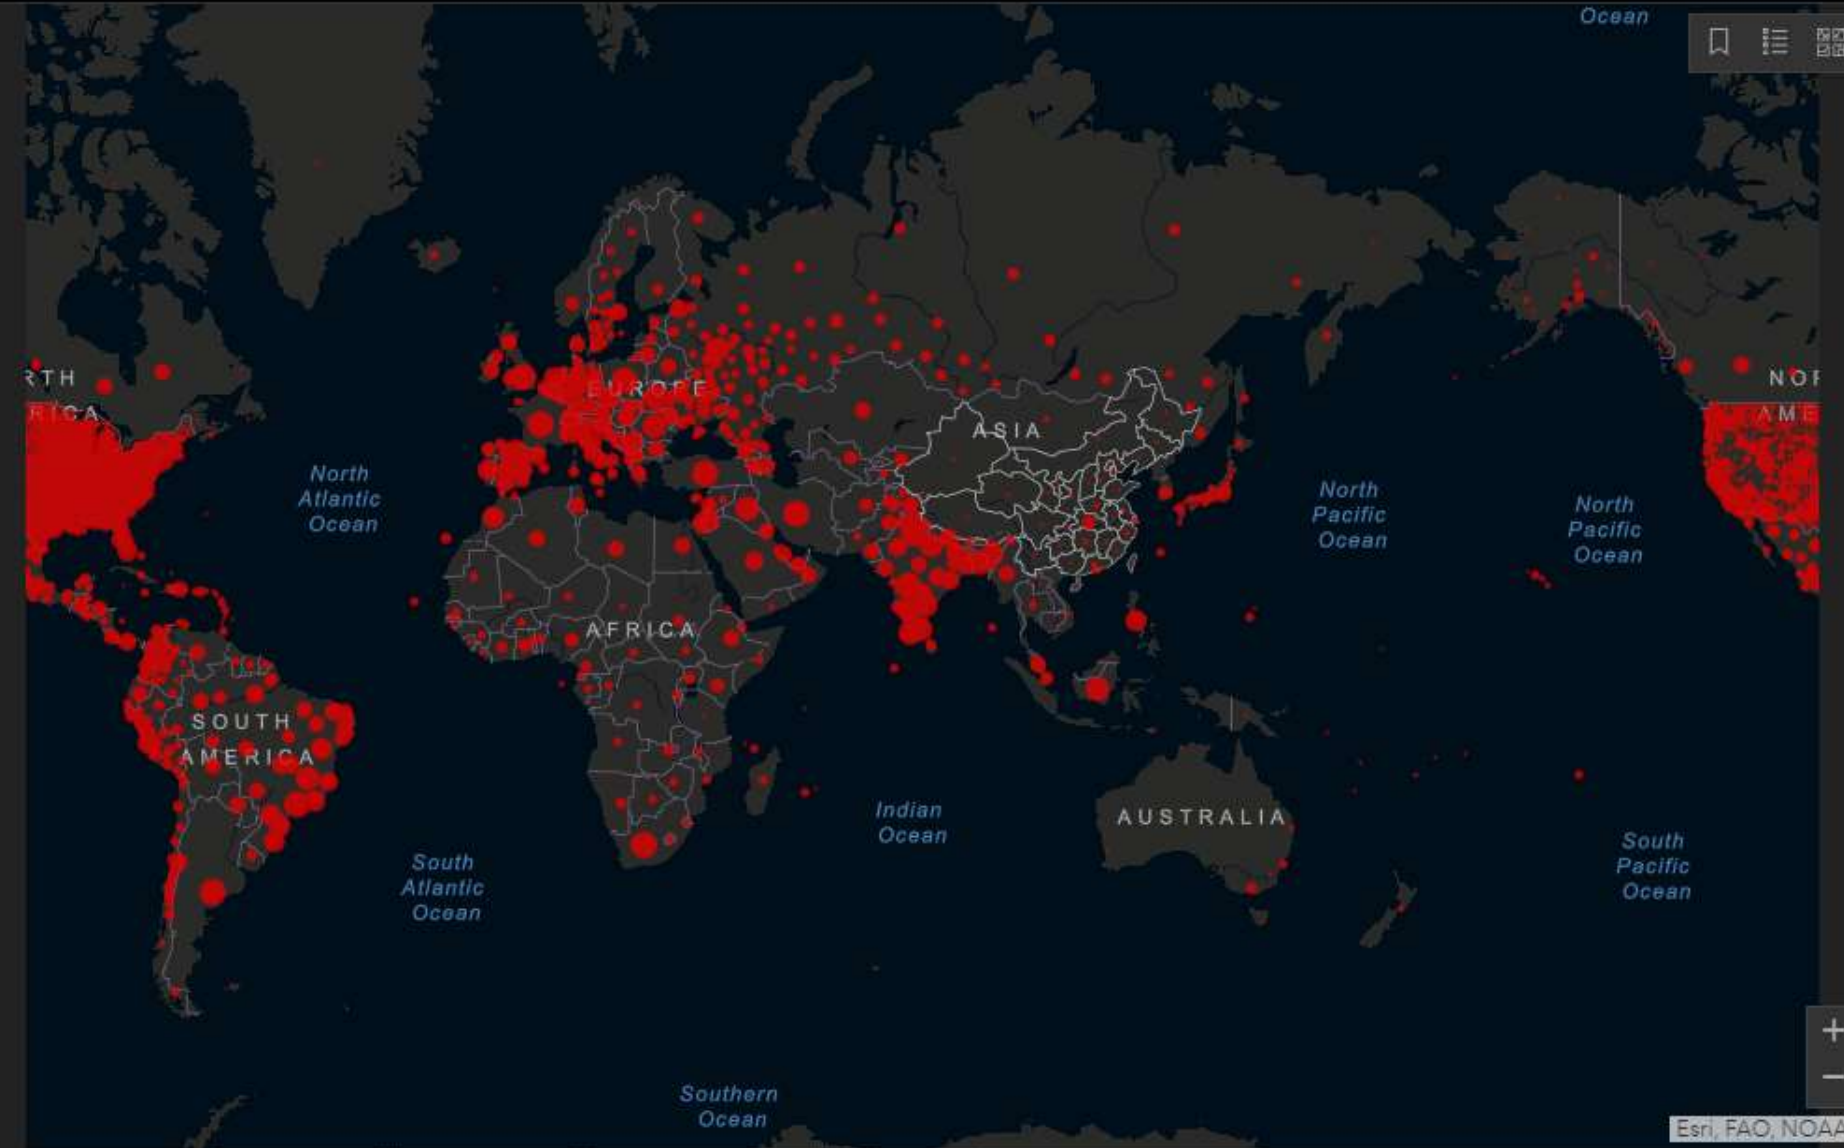 Ocean
RTH
RICA
EUROPE
ASIA
NOR
AME
North
Atlantic
Ocean
North
Pacific
Ocean
North
Pacific
Ocean
AFRICA
SOUTH
AMERICA
Indian
Ocean
AUSTRALIA
South
Atlantic
Ocean
South
Pacific
Ocean
Southern
Ocean
+
−
Esri, FAO, NOAA